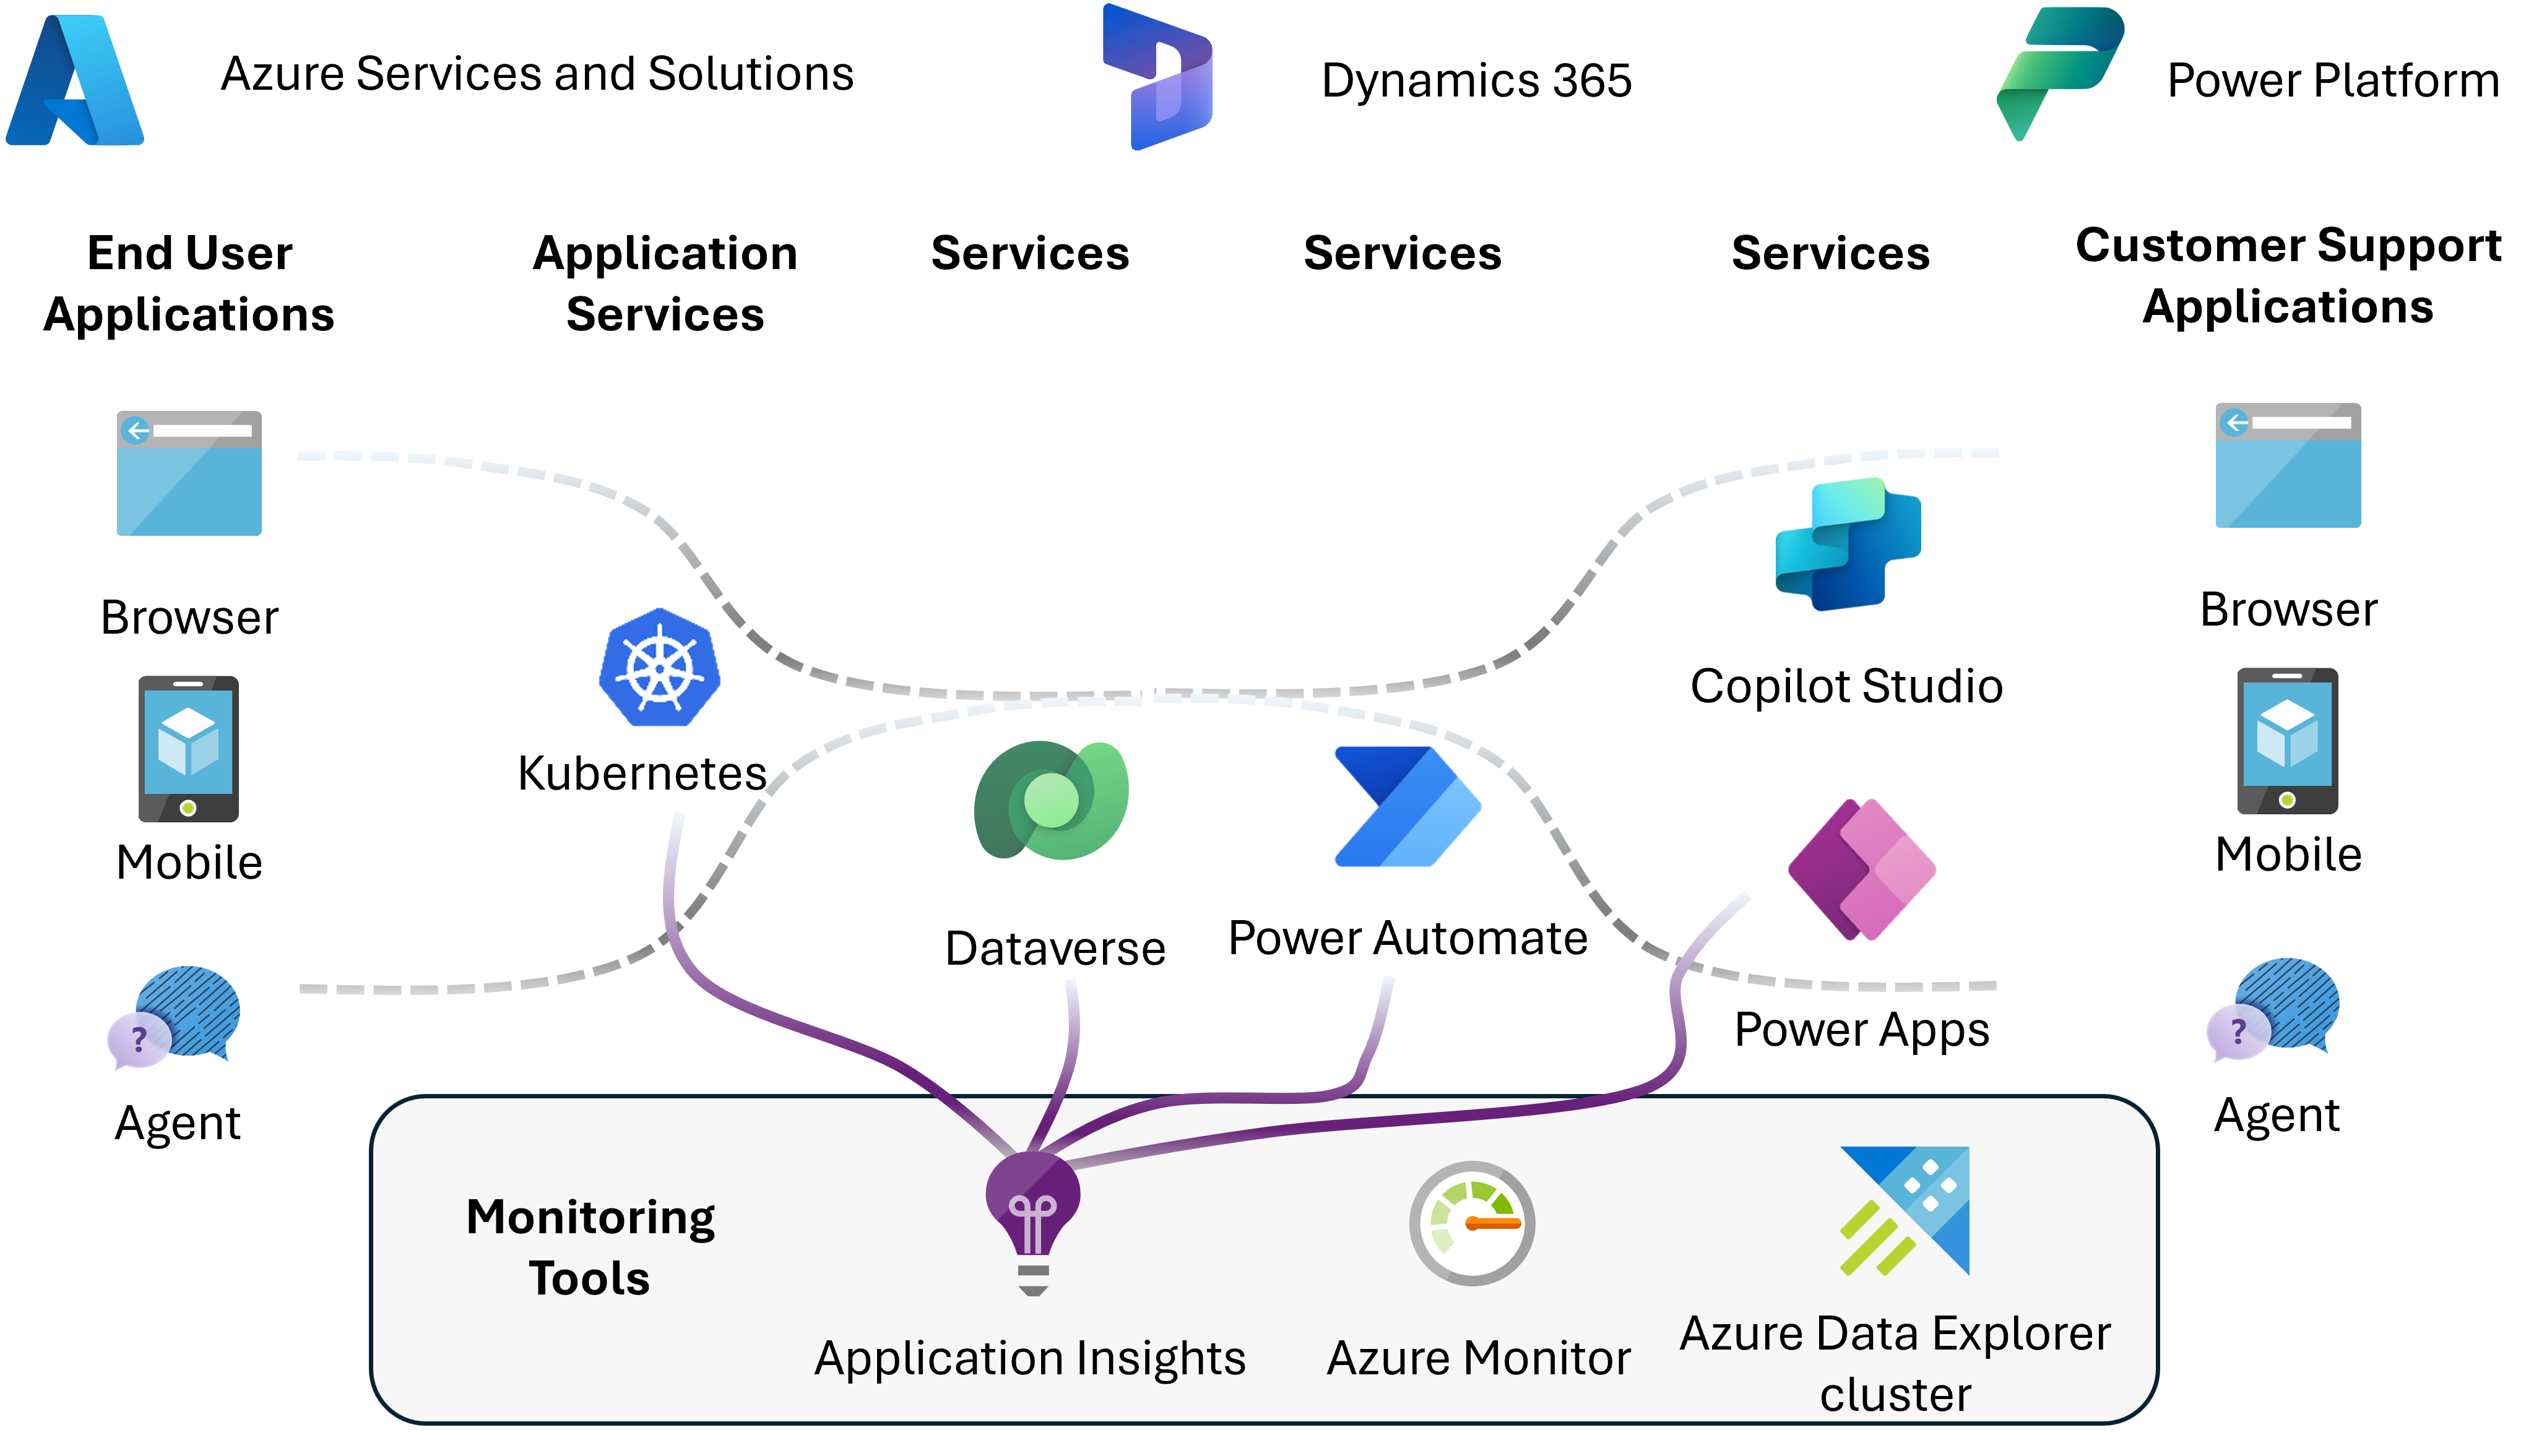 Azure Services and Solutions
Dynamics 365
Power Platform
End User
Applications
Application
Services
Services
Services
Services
Customer Support
Applications
Browser
Mobile
Agent
?
Kubernetes
Dataverse
Power Automate
Copilot Studio
Power Apps
Browser
Mobile
Agent
?
Monitoring
Tools
Application Insights
Azure Monitor
Azure Data Explorer
cluster